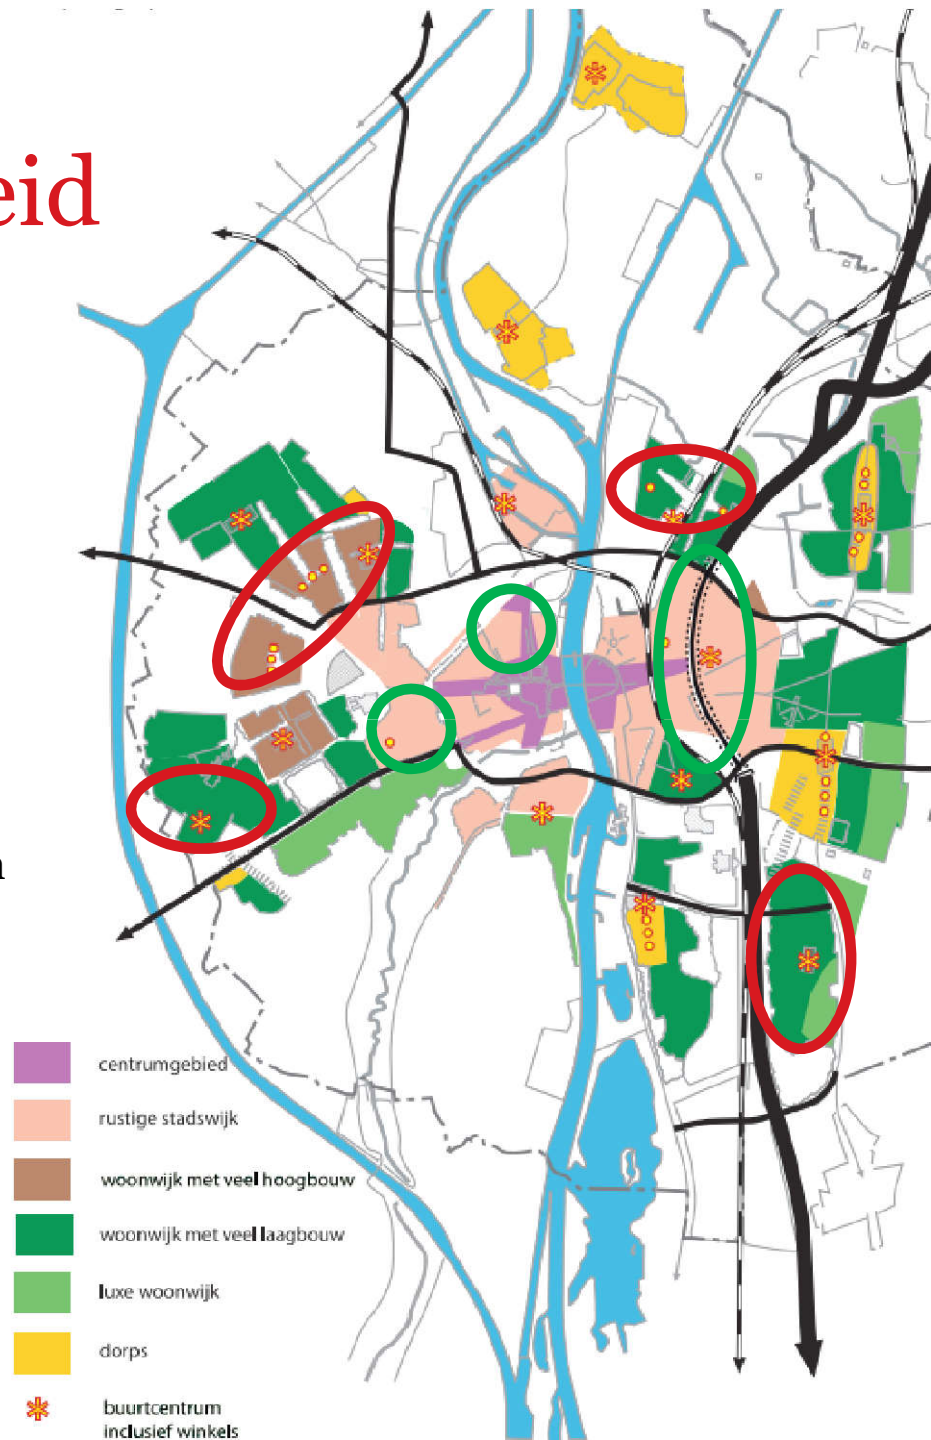 eid
n
centrumgebied
rustige stadswijk
woonwijk met veel hoogbouw
woonwijk met veel laagbouw
luxe woonwijk
dorps
buurtcentrum
inclusief winkels